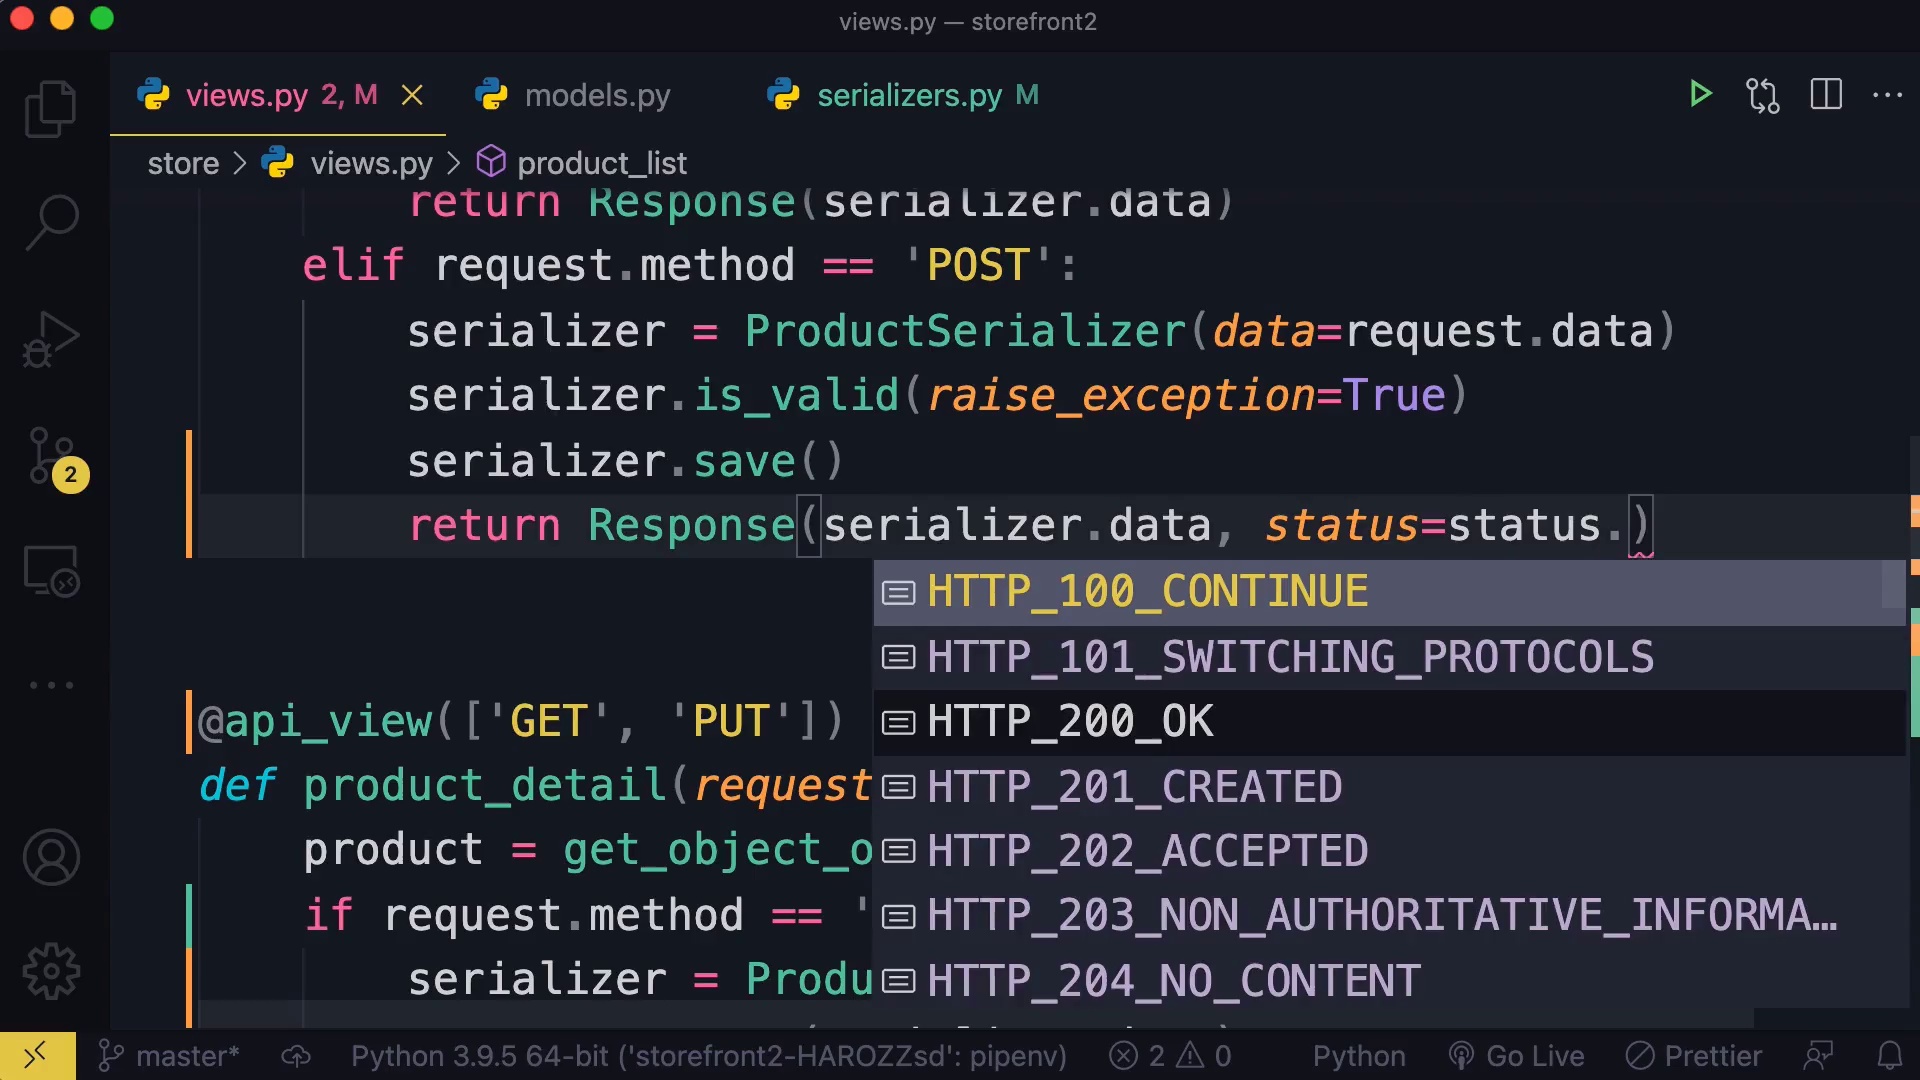 views.py — storefront2
views.py 2, M
models.py
serializers.py M
store > views.py > product_list
return Response(serializer.data)
elif request.method == 'POST':
serializer = ProductSerializer(data=request.data)
serializer.is_valid(raise_exception=True)
serializer.save()
return Response(serializer.data, status=status.)
HTTP_100_CONTINUE
HTTP_101_SWITCHING_PROTOCOLS
HTTP_200_OK
HTTP_201_CREATED
HTTP_202_ACCEPTED
HTTP_203_NON_AUTHORITATIVE_INFORMA…
HTTP_204_NO_CONTENT
@api_view(['GET', 'PUT'])
def product_detail(request
product = get_object_o
if request.method == '
serializer = Produ
2
master* Python 3.9.5 64-bit ('storefront2-HAROZZsd': pipenv) 2 0 Python Go Live Prettier